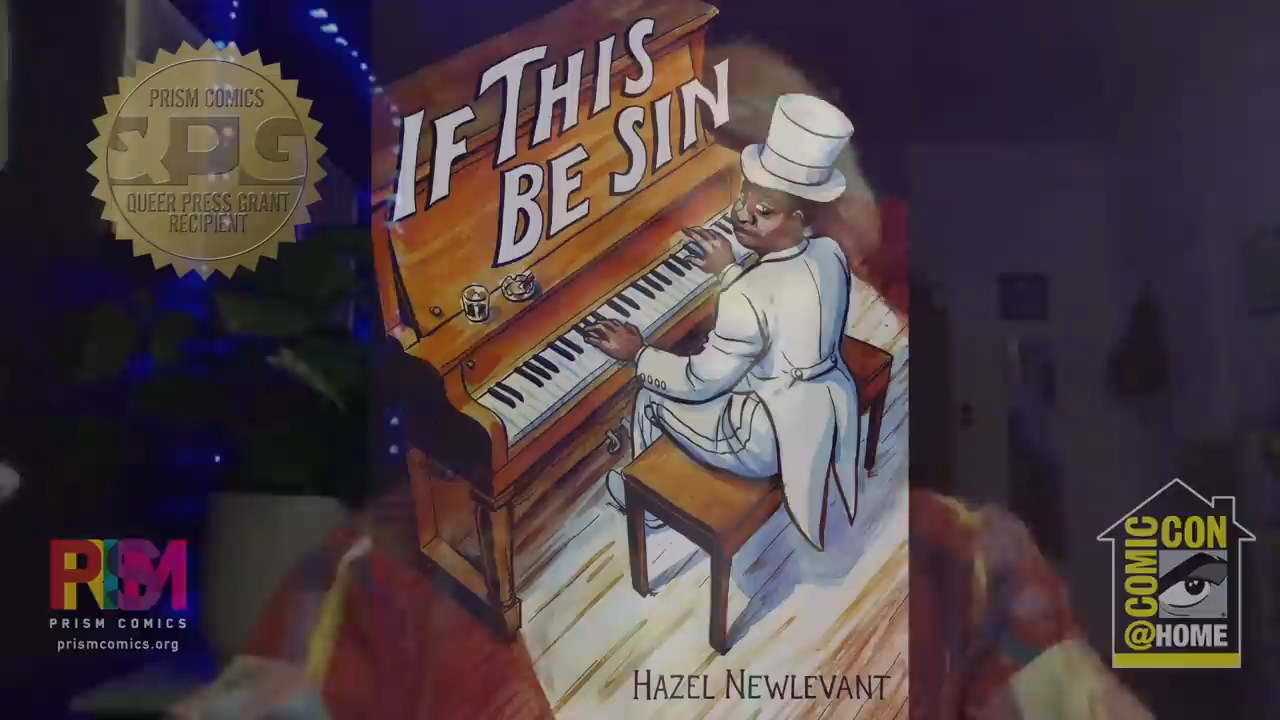 PRISM COMICS
QPG
QUEER PRESS GRANT
RECIPIENT
IF THIS
BE SIN
HAZEL NEWLEVANT
PRISM
PRISM COMICS
prismcomics.org
@COMIC
CON
@HOME